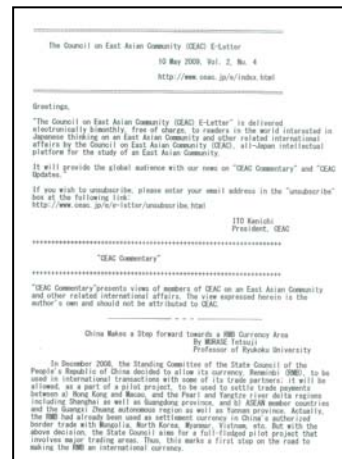 The Council on East Asian Community (CEAC) E-Letter
10 May 2009, Vol. 2, No. 4
http://www.ceac.jp/e/index.html
Greetings,
"The Council on East Asian Community (CEAC) E-Letter" is delivered
electronically bimonthly, free of charge, to readers in the world interested in
Japanese thinking on an East Asian Community and other related international
affairs by the Council on East Asian Community (CEAC), all-Japan intellectual
platform for the study of an East Asian Community.
It will provide the global audience with our news on "CEAC Commentary" and "CEAC
Updates."
If you wish to unsubscribe, please enter your email address in the "unsubscribe"
box at the following link:
http://www.ceac.jp/e/e-letter/unsubscribe.html
ITO Kenichi
President, CEAC
++++++++++++++++++++++++++++++++++++++++++++++++++++++++++++++++
"CEAC Commentary"
++++++++++++++++++++++++++++++++++++++++++++++++++++++++++++++++
"CEAC Commentary"presents views of members of CEAC on an East Asian Community
and other related international affairs. The view expressed herein is the
author's own and should not be attributed to CEAC.
China Makes a Step Forward towards a RMB Currency Area
By MURASE Tetsuji
Professor of Ryukoku University
In December 2008, the Standing Committee of the State Council of the
People's Republic of China decided to allow its currency, Renminbi (RMB), to be
used in international transactions with some of its trade partners; it will be
allowed, as a part of a pilot project, to be used to settle trade payments
between a) Hong Kong and Macao, and the Pearl and Yangtze river delta regions
including Shanghai as well as Guangdong province, and b) ASEAN member countries
and the Guangxi Zhuang autonomous region as well as Yunnan province. Actually,
the RMB had already been used as settlement currency in China's authorized
border trade with Mongolia, North Korea, Myanmar, Vietnam, etc. But with the
above decision, the State Council aims for a full-fledged pilot project that
involves major trading areas. Thus, this marks a first step on the road to
making the RMB an international currency.